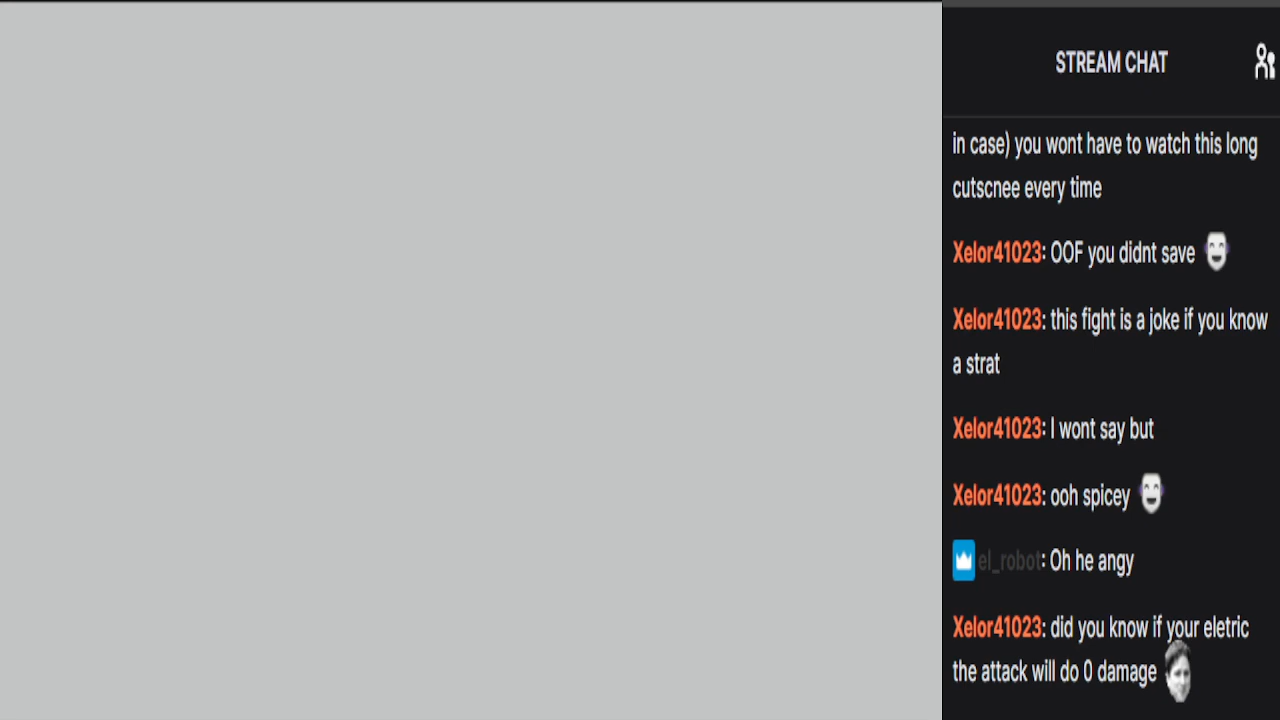 STREAM CHAT
in case) you wont have to watch this long
cutscnee every time
Xelor41023: OOF you didnt save
Xelor41023: this fight is a joke if you know
a strat
Xelor41023: I wont say but
Xelor41023: ooh spicey
el_robot: Oh he angy
Xelor41023: did you know if your eletric
the attack will do 0 damage